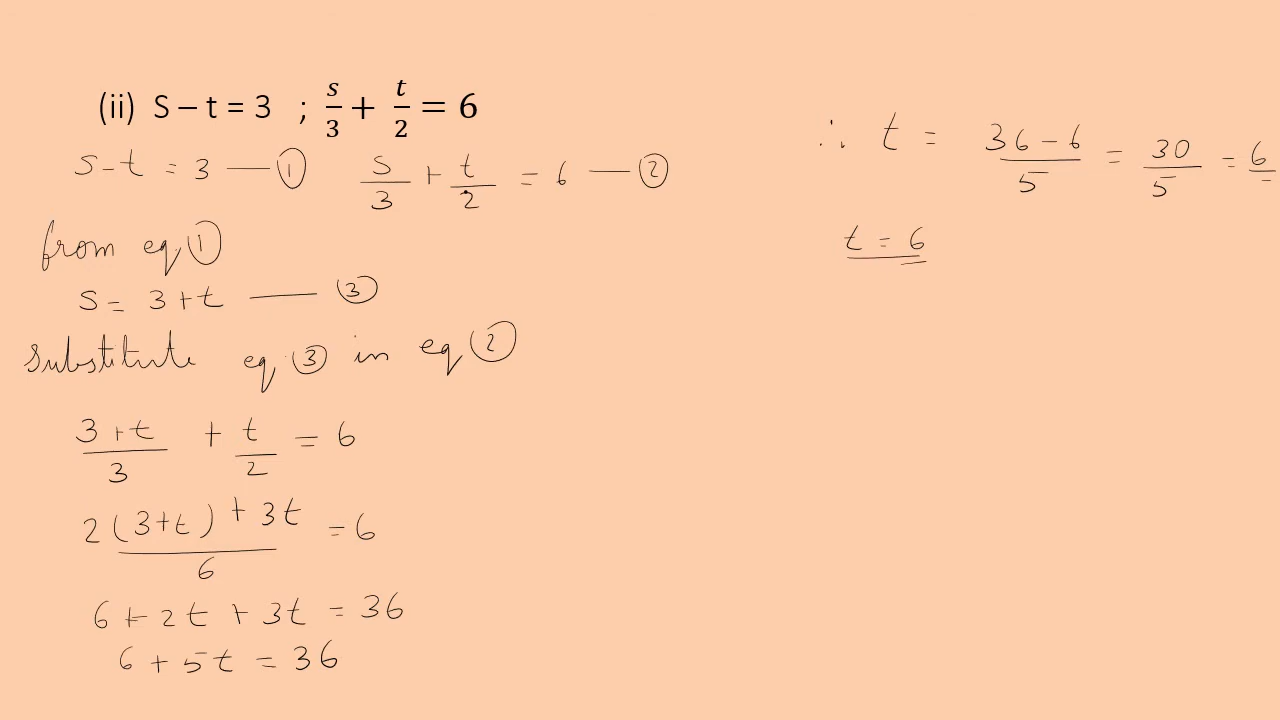 (ii) S – t = 3 ; s/3 + t/2 = 6
s-t = 3 — ① s/3 + t/2 = 6 — ②
from eq ①
s = 3+t — ③
substitute eq ③ in eq ②
3+t/3 + t/2 = 6
2(3+t)+3t/6 = 6
6+2t+3t = 36
6+5t = 36
∴ t = 36-6/5 = 30/5 = 6
t = 6